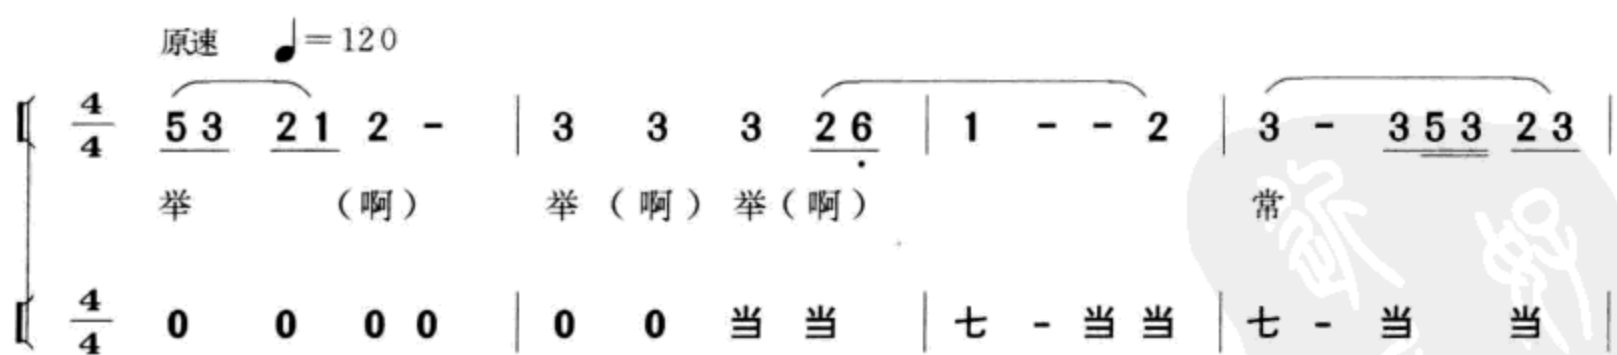 原速 ♩=120
4/4 53 21 2 - | 3 3 3 26 | 1 - - 2 | 3 - 353 23 |
举 (啊) 举 (啊) 举 (啊) 常
4/4 0 0 0 0 | 0 0 当 当 | 七 - 当 当 | 七 - 当 当 |